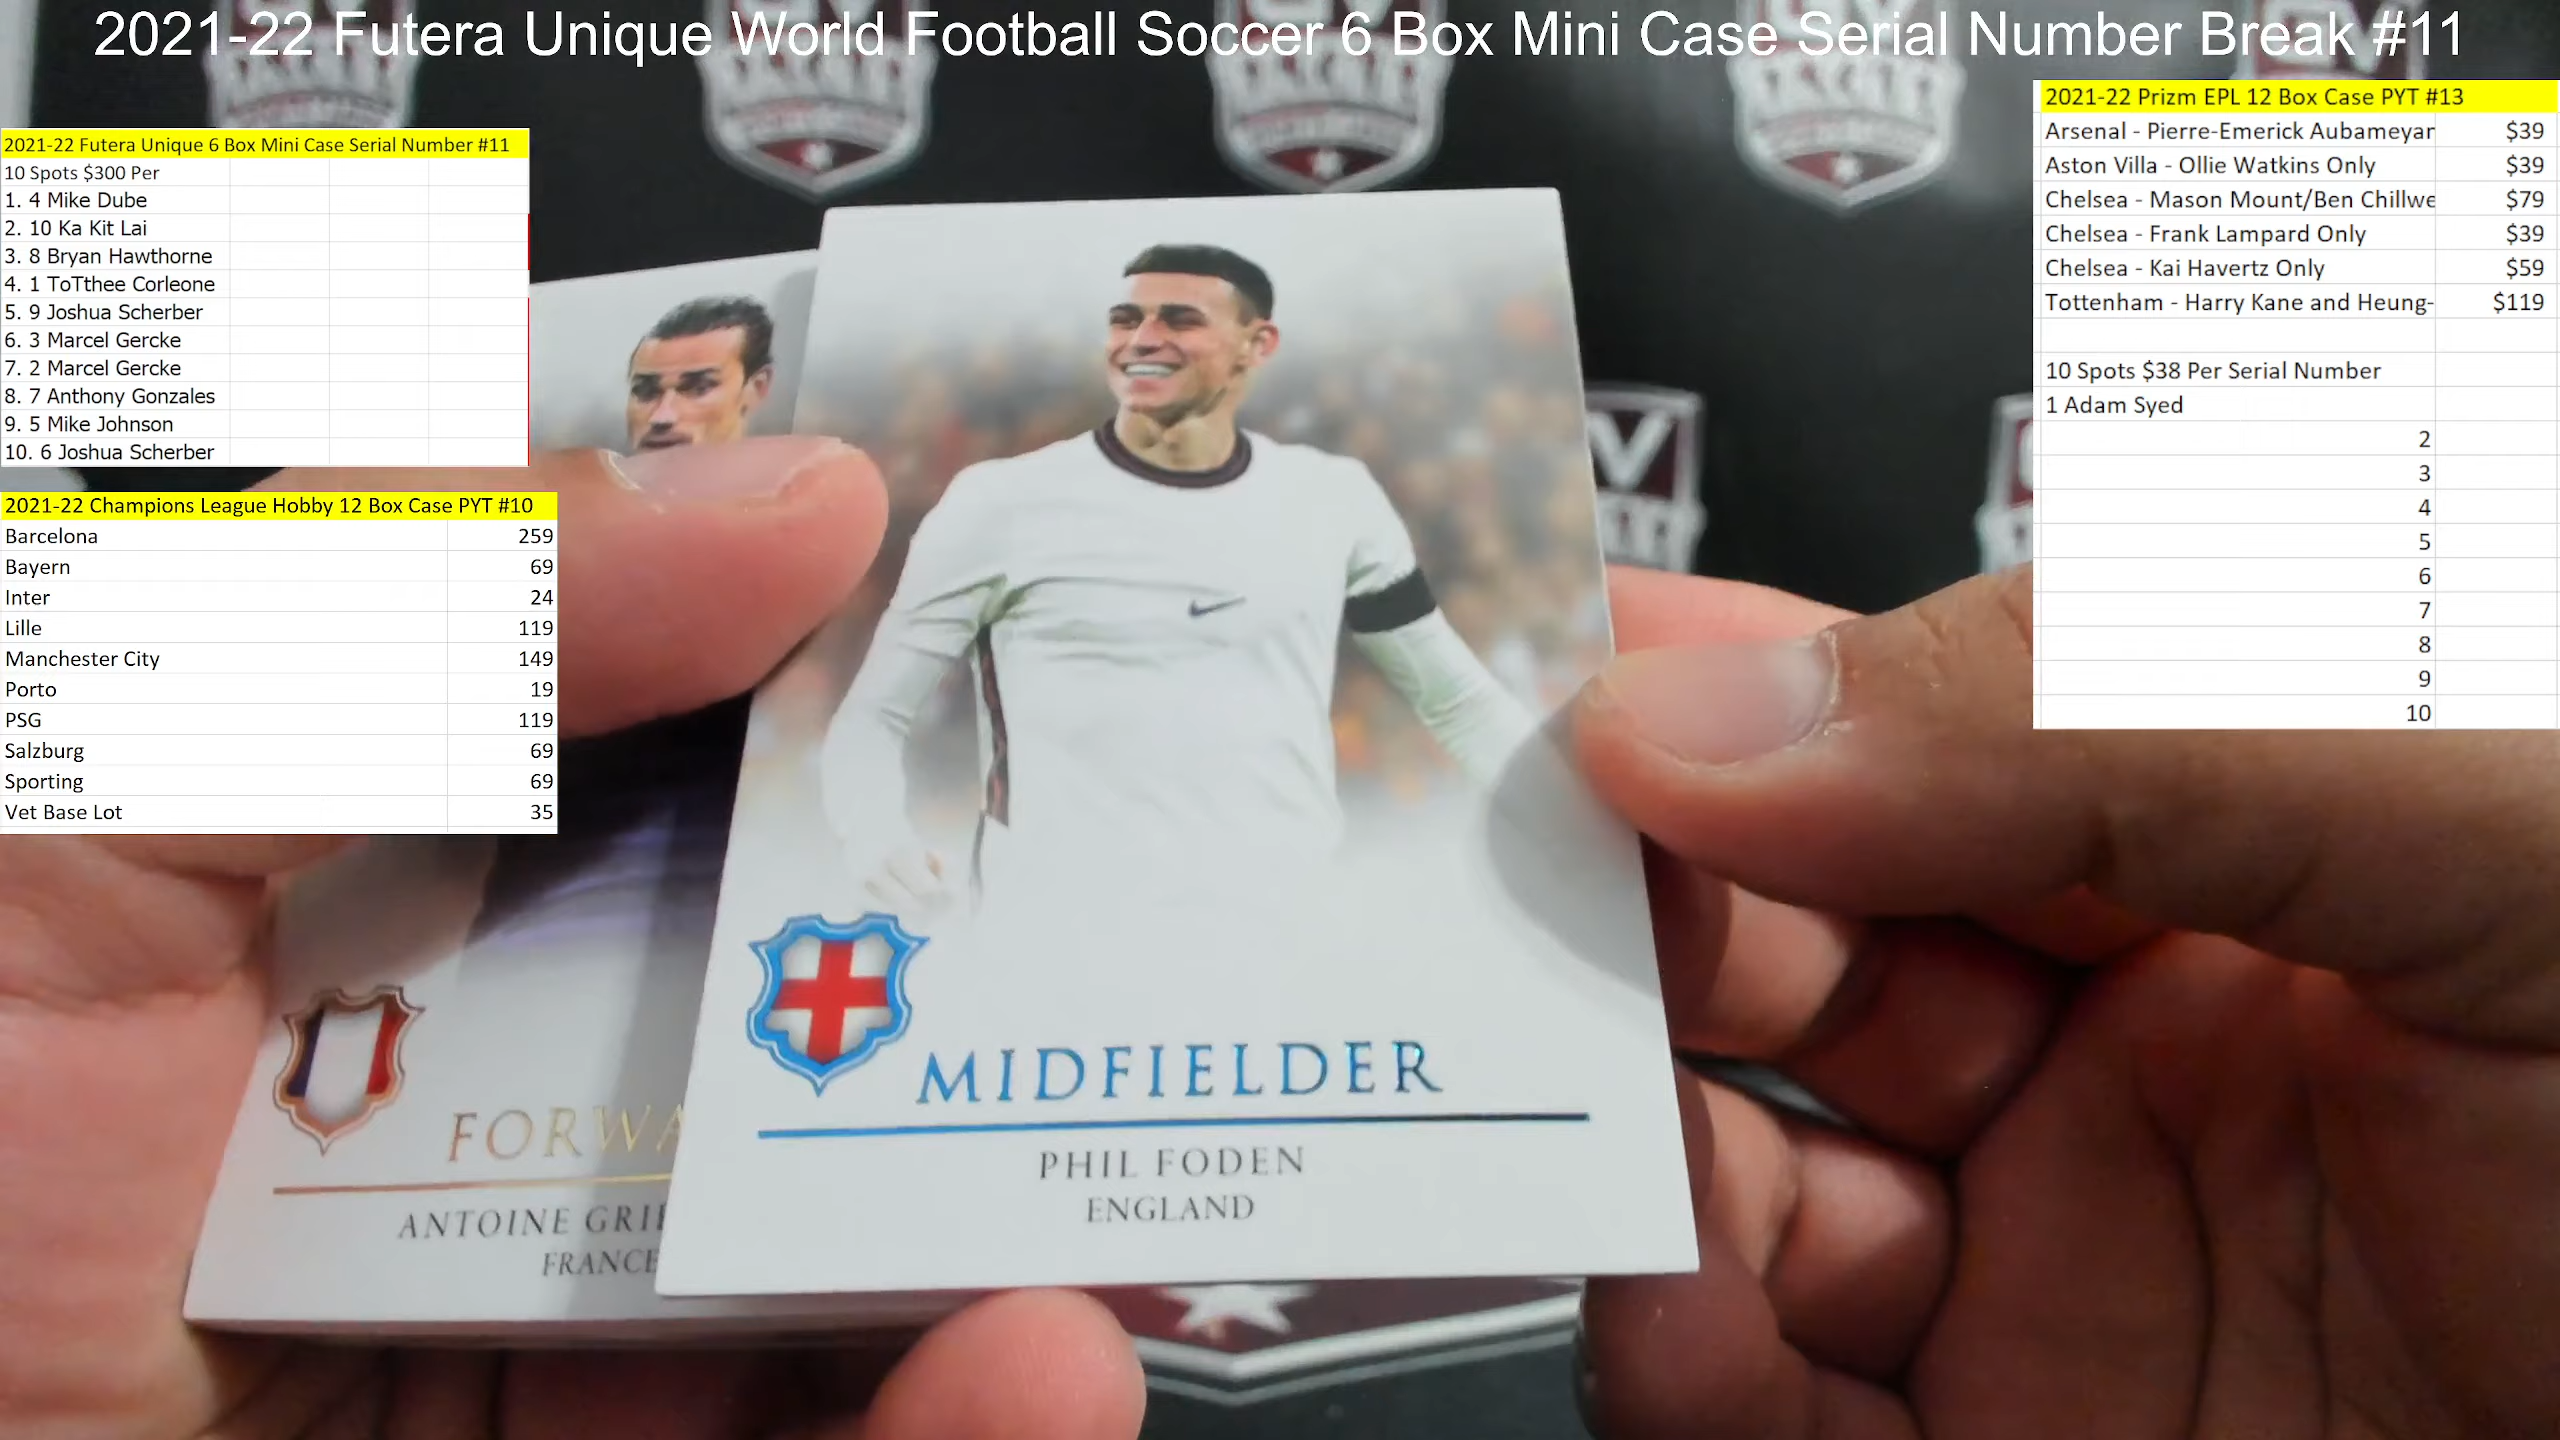 2021-22 Futera Unique World Football Soccer 6 Box Mini Case Serial Number Break #11
2021-22 Futera Unique 6 Box Mini Case Serial Number #11
10 Spots $300 Per
1. 4 Mike Dube
2. 10 Ka Kit Lai
3. 8 Bryan Hawthorne
4. 1 ToTthee Corleone
5. 9 Joshua Scherber
6. 3 Marcel Gercke
7. 2 Marcel Gercke
8. 7 Anthony Gonzales
9. 5 Mike Johnson
10. 6 Joshua Scherber
2021-22 Champions League Hobby 12 Box Case PYT #10
Barcelona 259
Bayern 69
Inter 24
Lille 119
Manchester City 149
Porto 19
PSG 119
Salzburg 69
Sporting 69
Vet Base Lot 35
2021-22 Prizm EPL 12 Box Case PYT #13
Arsenal - Pierre-Emerick Aubameyar $39
Aston Villa - Ollie Watkins Only $39
Chelsea - Mason Mount/Ben Chillwe $79
Chelsea - Frank Lampard Only $39
Chelsea - Kai Havertz Only $59
Tottenham - Harry Kane and Heung- $119
10 Spots $38 Per Serial Number
1 Adam Syed
2
3
4
5
6
7
8
9
10
FORWA
ANTOINE GRI
FRANCE
MIDFIELDER
PHIL FODEN
ENGLAND